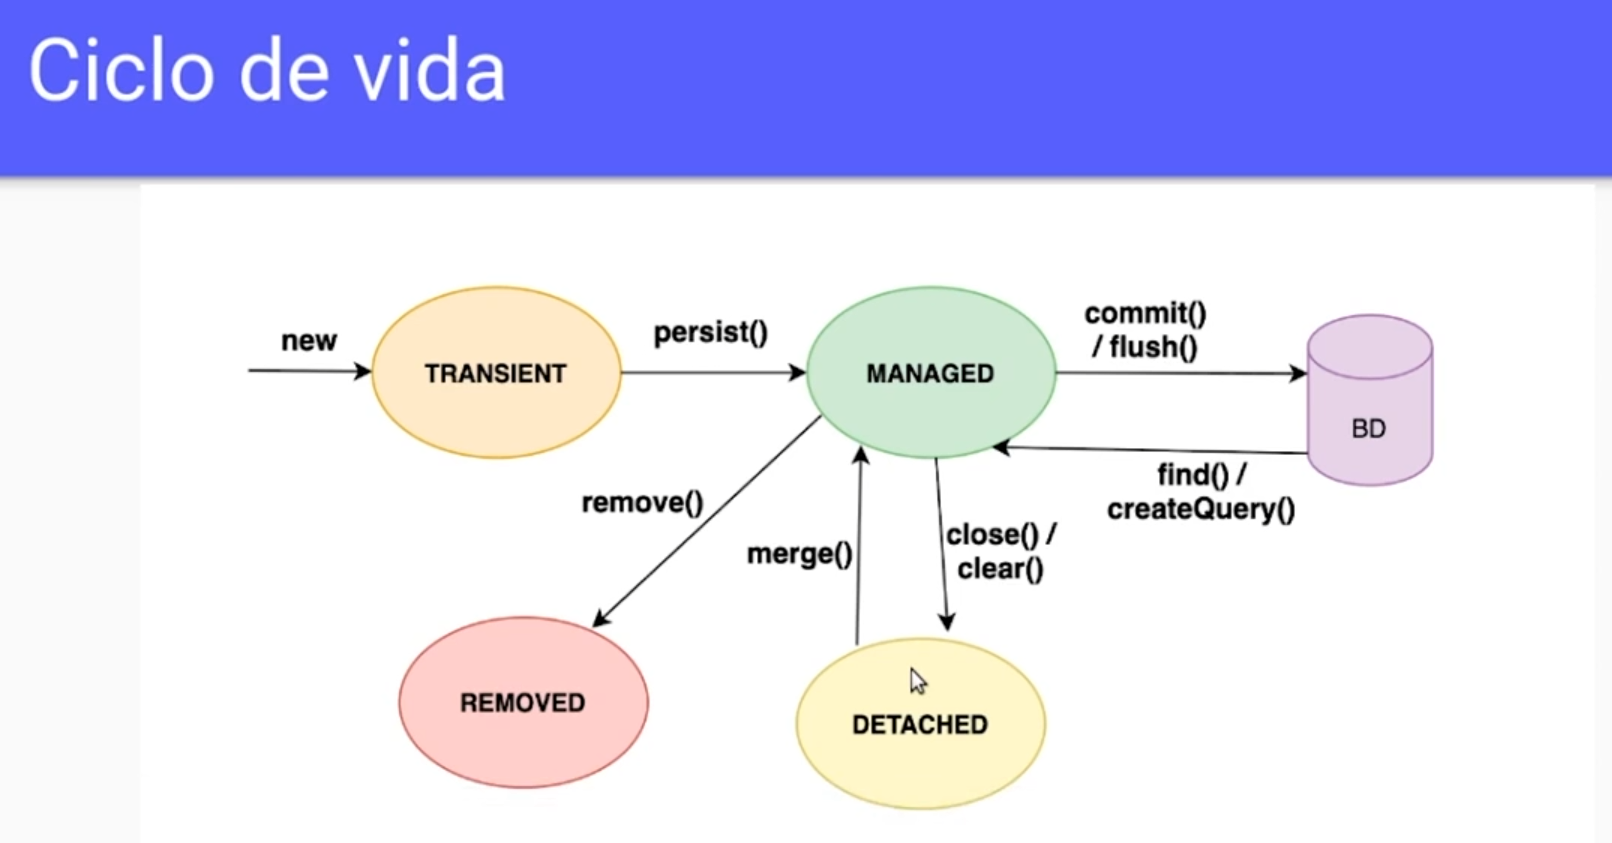 Ciclo de vida
new
TRANSIENT
persist()
MANAGED
commit()
/ flush()
BD
find() /
createQuery()
remove()
merge()
close() /
clear()
REMOVED
DETACHED